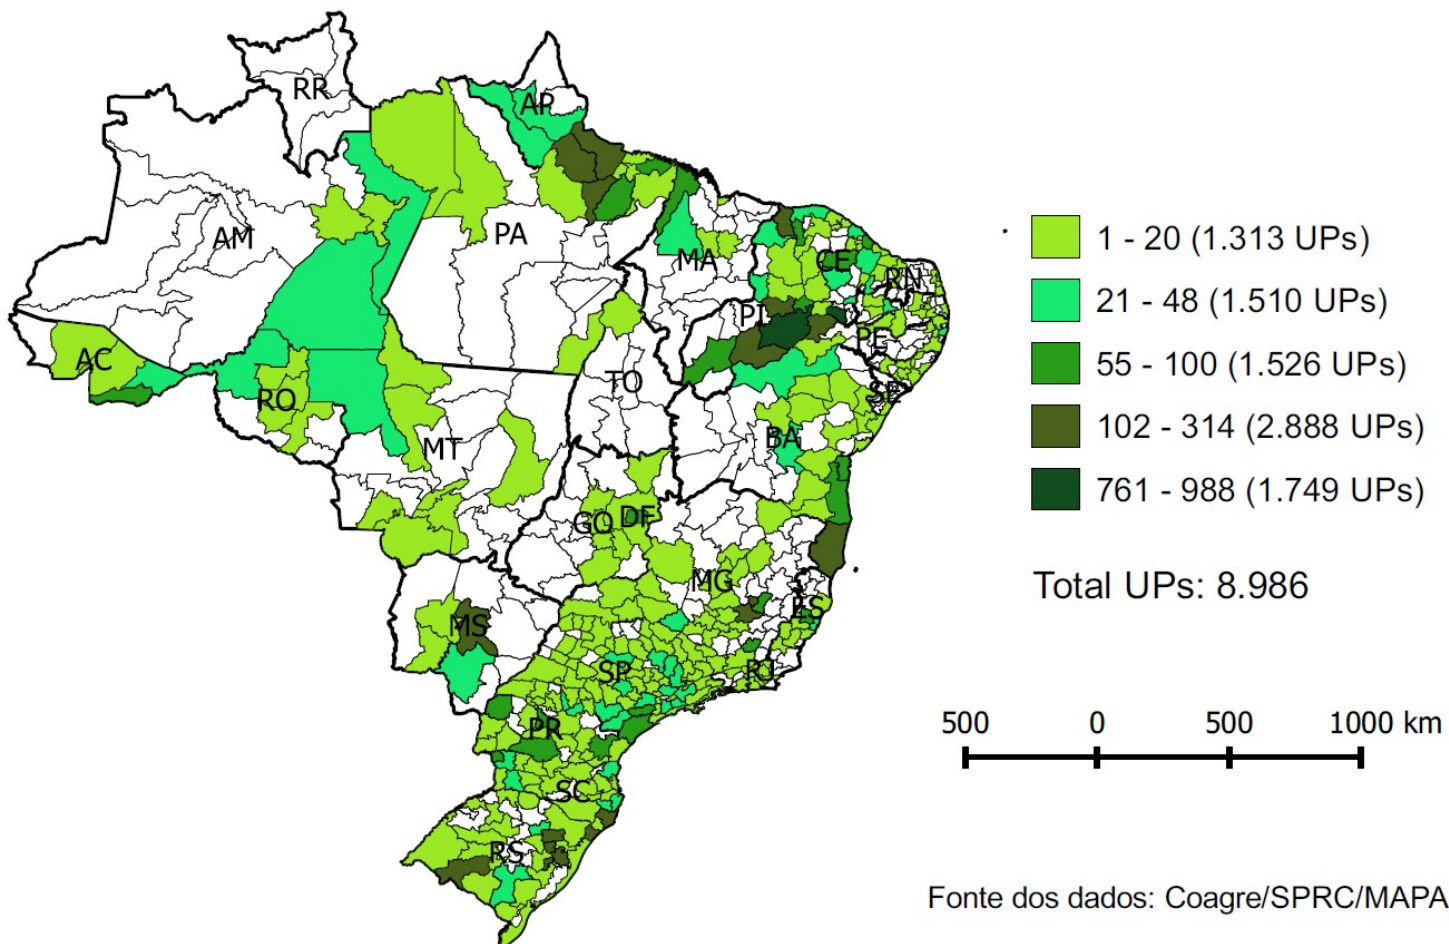 RR
AP
AM
PA
MA
CE
RN
PI
PE
AC
TO
SE
RO
BA
MT
GO
DF
MG
ES
MS
SP
RJ
PR
SC
RS
1 - 20 (1.313 UPs)
21 - 48 (1.510 UPs)
55 - 100 (1.526 UPs)
102 - 314 (2.888 UPs)
761 - 988 (1.749 UPs)
Total UPs: 8.986
500 0 500 1000 km
Fonte dos dados: Coagre/SPRC/MAPA